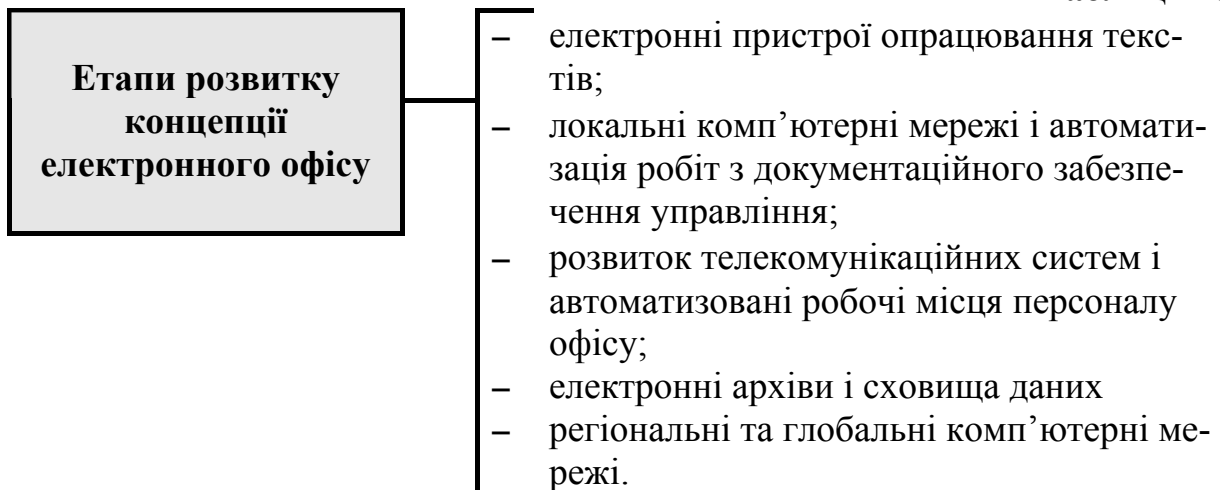 Етапи розвитку
концепції
електронного офісу
– електронні пристрої опрацювання текс-
тів;
– локальні комп’ютерні мережі і автомати-
зація робіт з документаційного забезпе-
чення управління;
– розвиток телекомунікаційних систем і
автоматизовані робочі місця персоналу
офісу;
– електронні архіви і сховища даних
– регіональні та глобальні комп’ютерні ме-
режі.